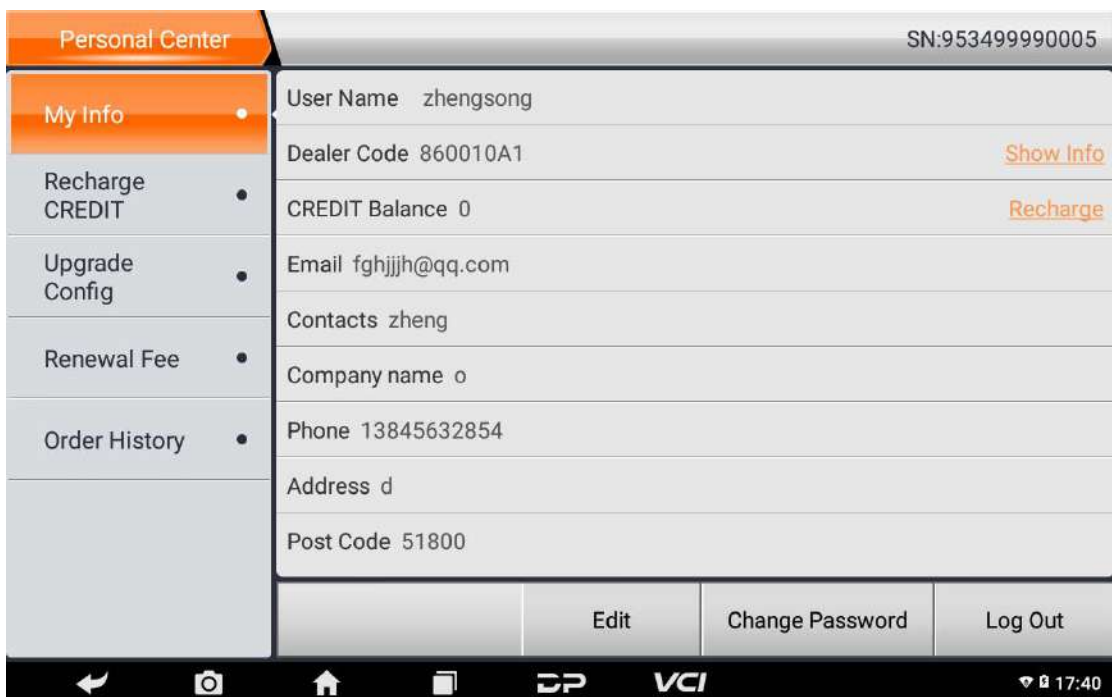 Personal Center
SN:953499990005
My Info
Recharge
CREDIT
Upgrade
Config
Renewal Fee
Order History
User Name zhengsong
Dealer Code 860010A1 Show Info
CREDIT Balance 0 Recharge
Email fghjjjh@qq.com
Contacts zheng
Company name o
Phone 13845632854
Address d
Post Code 51800
Edit
Change Password
Log Out
DP
VCI
17:40